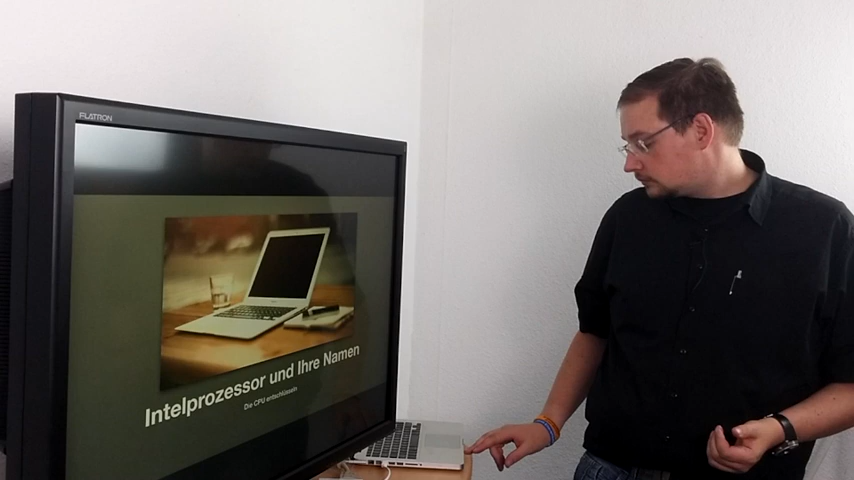 FLATRON
Intelprozessor und Ihre Namen
Die CPU entschlüsseln